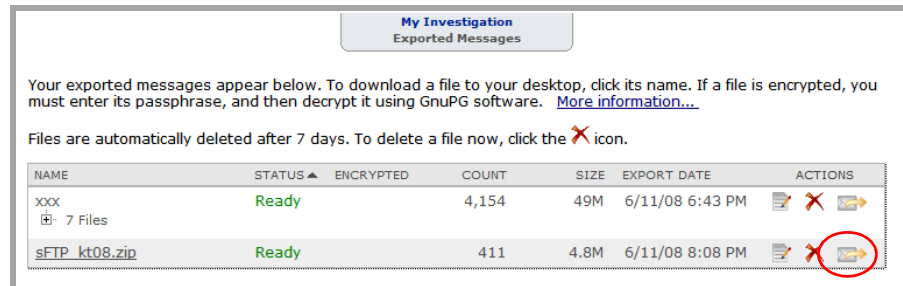 My Investigation
Exported Messages
Your exported messages appear below. To download a file to your desktop, click its name. If a file is encrypted, you
must enter its passphrase, and then decrypt it using GnuPG software. More information...
Files are automatically deleted after 7 days. To delete a file now, click the icon.
NAME STATUS ENCRYPTED COUNT SIZE EXPORT DATE ACTIONS
xxx Ready 4,154 49M 6/11/08 6:43 PM
7 Files
sFTP_kt08.zip Ready 411 4.8M 6/11/08 8:08 PM